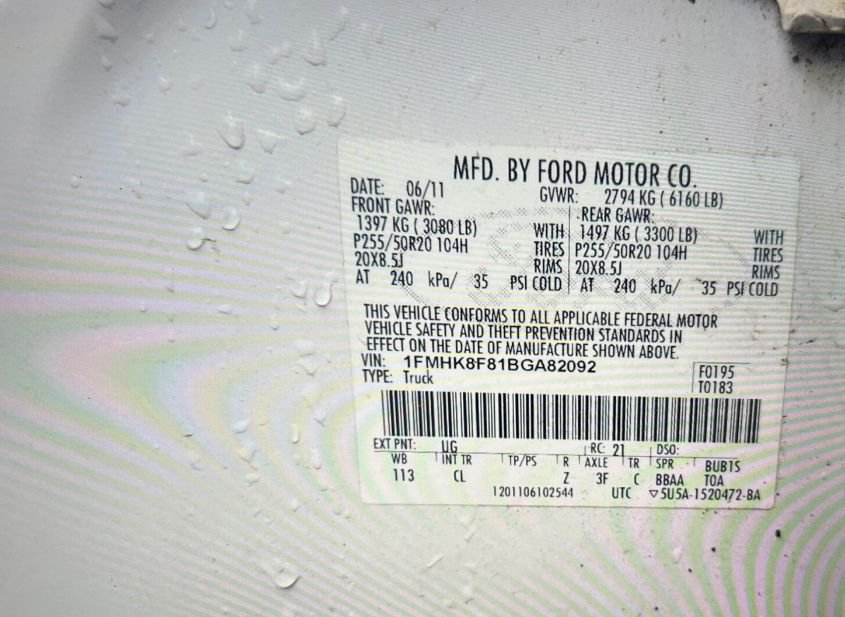 MFD. BY FORD MOTOR CO.
DATE: 06/11 GVWR: 2794 KG ( 6160 LB)
FRONT GAWR: REAR GAWR:
1397 KG ( 3080 LB) WITH 1497 KG ( 3300 LB) WITH
P255/50R20 104H TIRES P255/50R20 104H TIRES
20X8.5J RIMS 20X8.5J RIMS
AT 240 kPa/ 35 PSI COLD AT 240 kPa/ 35 PSI COLD
THIS VEHICLE CONFORMS TO ALL APPLICABLE FEDERAL MOTOR
VEHICLE SAFETY AND THEFT PREVENTION STANDARDS IN
EFFECT ON THE DATE OF MANUFACTURE SHOWN ABOVE.
VIN: 1FMHK8F81BGA82092 F0195
TYPE: Truck T0183
EXT PNT: UG RC: 21 DSO:
WB INT TR TP/PS R AXLE TR SPR BUB1S
113 CL Z 3F C BBAA TOA
1201106102544 UTC ▽5U5A-1520472-BA